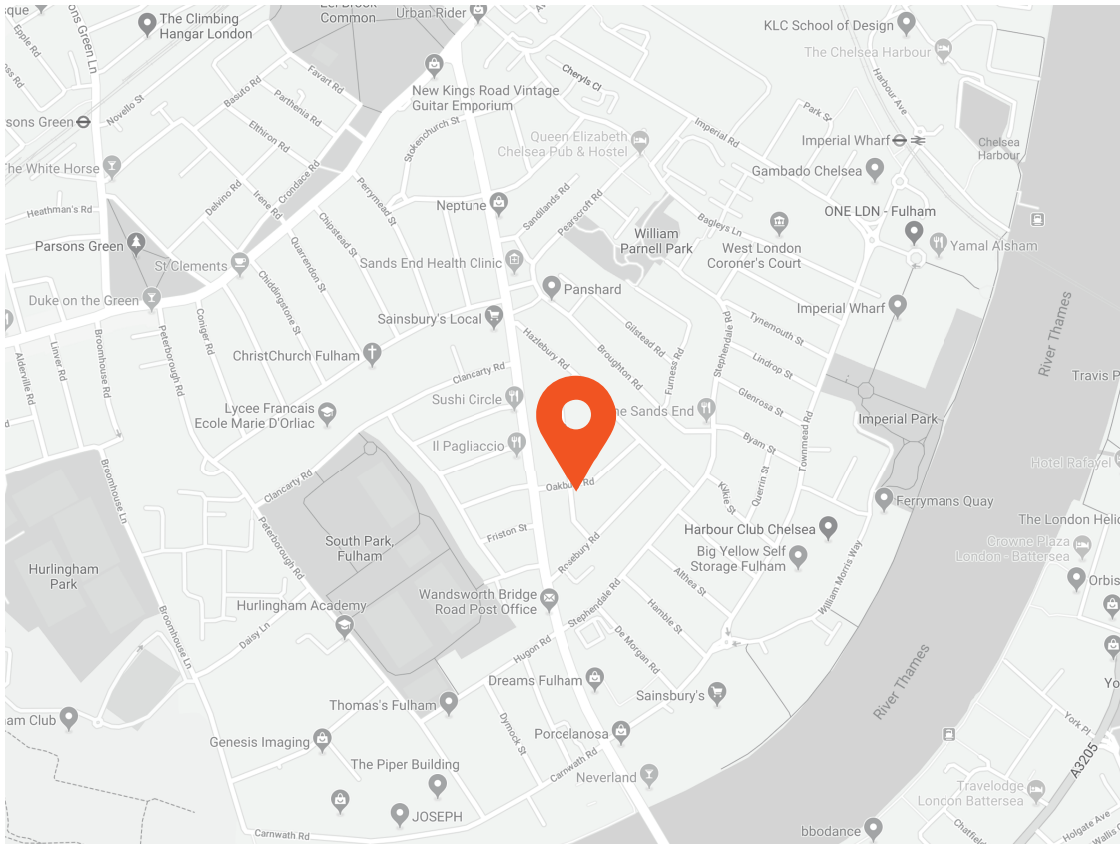 The Climbing
Hangar London
Common
Urban Rider
KLC School of Design
The Chelsea Harbour
Epple Rd
Parsons Green Ln
Favart Rd
Basuto Rd
Parthenia Rd
Novello St
Elthiron Rd
New Kings Road Vintage
Guitar Emporium
Cheryls Cl
Harbour Ave
Park St
Imperial Rd
sons Green
Stokenchurch St
Queen Elizabeth
Chelsea Pub & Hostel
Imperial Wharf
Chelsea
Harbour
The White Horse
Crondace Rd
Gambado Chelsea
Delvino Rd
Irene Rd
Perrymead St
Neptune
Sandilands Rd
Pearscroft Rd
Heathman's Rd
Bagleys Ln
ONE LDN - Fulham
Parsons Green
Chipstead St
William
Parnell Park
West London
Coroner's Court
Yamal Alsham
St Clements
Quarrendon St
Sands End Health Clinic
Chiddingstone St
Duke on the Green
Panshard
Imperial Wharf
River Thames
Coniger Rd
Sainsbury's Local
Gilstead Rd
Stephendale Rd
Tynemouth St
Linver Rd
Broomhouse Rd
Peterborough Rd
ChristChurch Fulham
Hazlebury Rd
Broughton Rd
Furness Rd
Lindrop St
Alderville Rd
Clancarty Rd
Travis P
Lycee Francais
Ecole Marie D'Orliac
Sushi Circle
The Sands End
Glenrosa St
Imperial Park
Il Pagliaccio
Byam St
Townmead Rd
Hotel Rafayel
Clancarty Rd
Oakbury Rd
Kykie St
Querrin St
Ferrymans Quay
Broomhouse Ln
Peterborough Rd
South Park,
Fulham
Friston St
Harbour Club Chelsea
The London Helic
Hurlingham
Park
Rosebury Rd
Big Yellow Self
Storage Fulham
Crowne Plaza
London - Battersea
Althea St
William Morris Way
Orbis
Hurlingham Academy
Wandsworth Bridge
Road Post Office
Stephendale Rd
Hamble St
Broomhouse Ln
Daisy Ln
Hugon Rd
De Morgan Rd
River Thames
Dreams Fulham
Sainsbury's
Yo
am Club
Thomas's Fulham
York Pl
Genesis Imaging
Dymock St
Porcelanosa
A3205
The Piper Building
Carnwath Rd
Neverland
Travelodge
London Battersea
JOSEPH
Carnwath Rd
bbodance
Chatfield
Holgate Ave
Wallis C